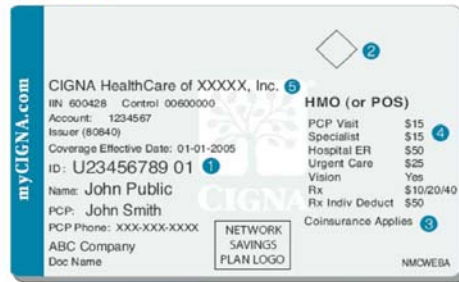 myCIGNA.com
2
CIGNA HealthCare of XXXXX, Inc. 5
IIN 600428 Control 00600000
Account: 1234567
Issuer (80840)
Coverage Effective Date: 01-01-2005
ID: U23456789 01 1
Name: John Public
PCP: John Smith
PCP Phone: XXX-XXX-XXXX
ABC Company
Doc Name
CIGNA
NETWORK
SAVINGS
PLAN LOGO
HMO (or POS)
PCP Visit $15
Specialist $15 4
Hospital ER $50
Urgent Care $25
Vision Yes
Rx $10/20/40
Rx Indiv Deduct $50
Coinsurance Applies 3
NMCWEBA